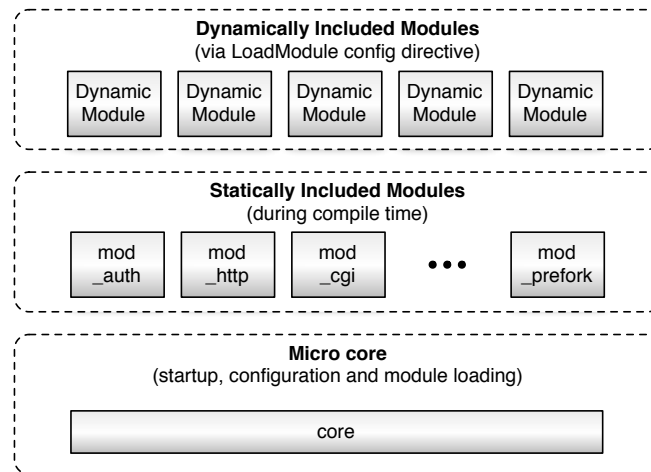 Dynamically Included Modules
(via LoadModule config directive)
Dynamic Dynamic Dynamic Dynamic Dynamic
Module Module Module Module Module
Statically Included Modules
(during compile time)
mod mod mod mod
_auth _http _cgi ••• _prefork
Micro core
(startup, configuration and module loading)
core